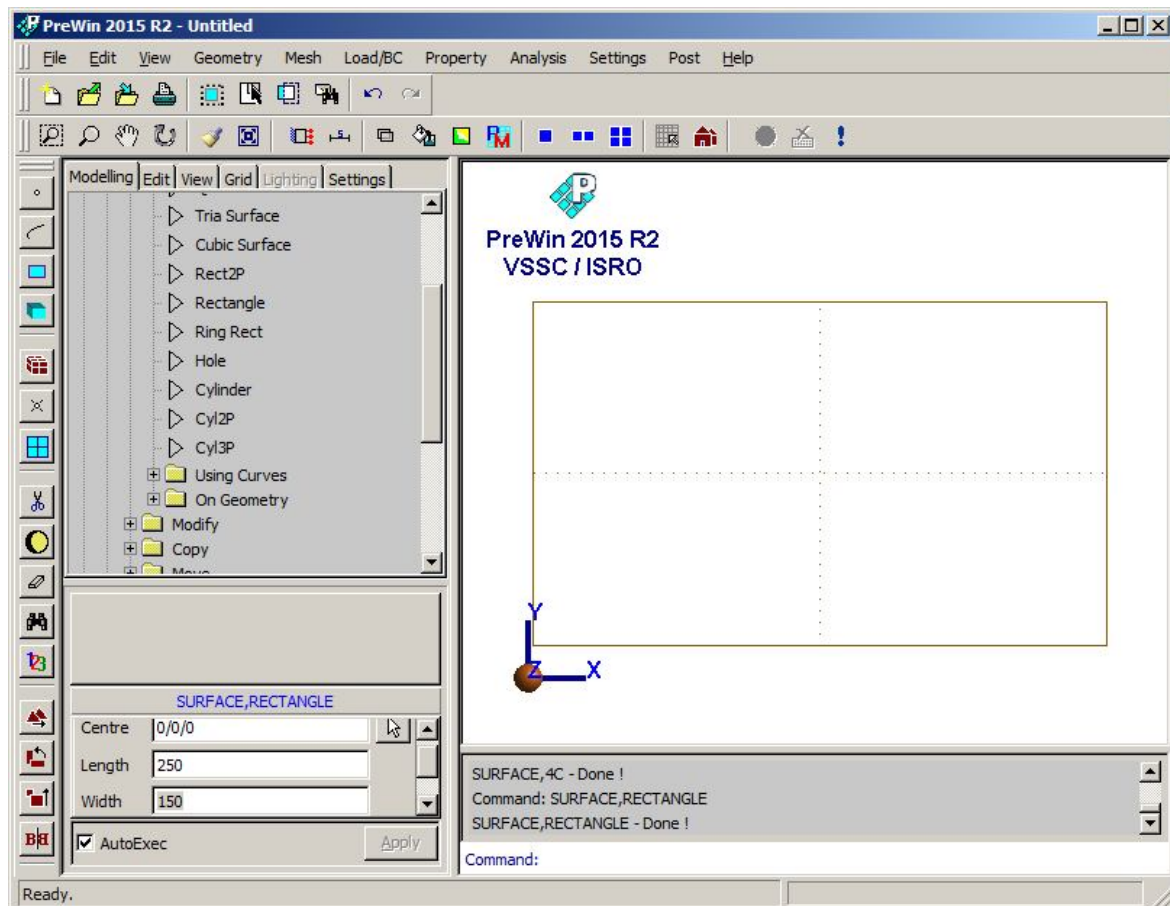 PreWin 2015 R2 - Untitled
File Edit View Geometry Mesh Load/BC Property Analysis Settings Post Help
Modelling Edit View Grid Lighting Settings
Tria Surface
Cubic Surface
Rect2P
Rectangle
Ring Rect
Hole
Cylinder
Cyl2P
Cyl3P
Using Curves
On Geometry
Modify
Copy
Move
SURFACE,RECTANGLE
Centre 0/0/0
Length 250
Width 150
AutoExec Apply
PreWin 2015 R2
VSSC / ISRO
Y
Z X
SURFACE,4C - Done !
Command: SURFACE,RECTANGLE
SURFACE,RECTANGLE - Done !
Command:
Ready.